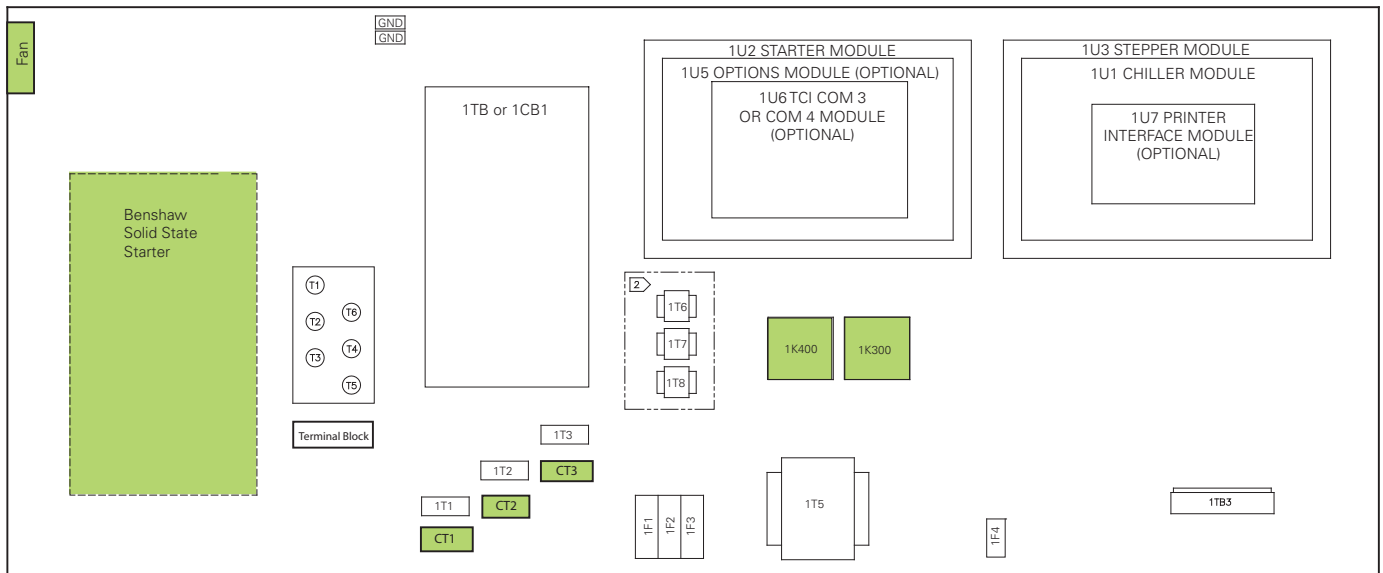 Fan
GND
GND
1U2 STARTER MODULE
1U5 OPTIONS MODULE (OPTIONAL)
1U6 TCI COM 3
OR COM 4 MODULE
(OPTIONAL)
1U3 STEPPER MODULE
1U1 CHILLER MODULE
1U7 PRINTER
INTERFACE MODULE
(OPTIONAL)
1TB or 1CB1
Benshaw
Solid State
Starter
T1
T2
T3
T6
T4
T5
Terminal Block
2
1T6
1T7
1T8
1K400
1K300
1T3
CT3
1T2
CT2
1T1
CT1
1F1
1F2
1F3
1T5
1F4
1TB3